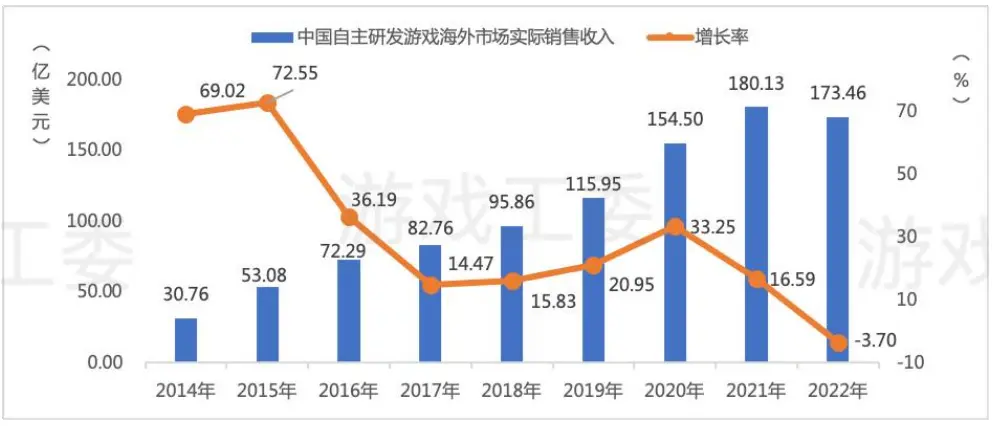 中国自主研发游戏海外市场实际销售收入 增长率
（亿美元） （%）
200.00
150.00
100.00
50.00
0.00
70
50
30
10
-10
69.02 72.55 36.19 14.47 15.83 20.95 33.25 16.59 -3.70
30.76 53.08 72.29 82.76 95.86 115.95 154.50 180.13 173.46
2014年 2015年 2016年 2017年 2018年 2019年 2020年 2021年 2022年
工委 游戏工委 游戏